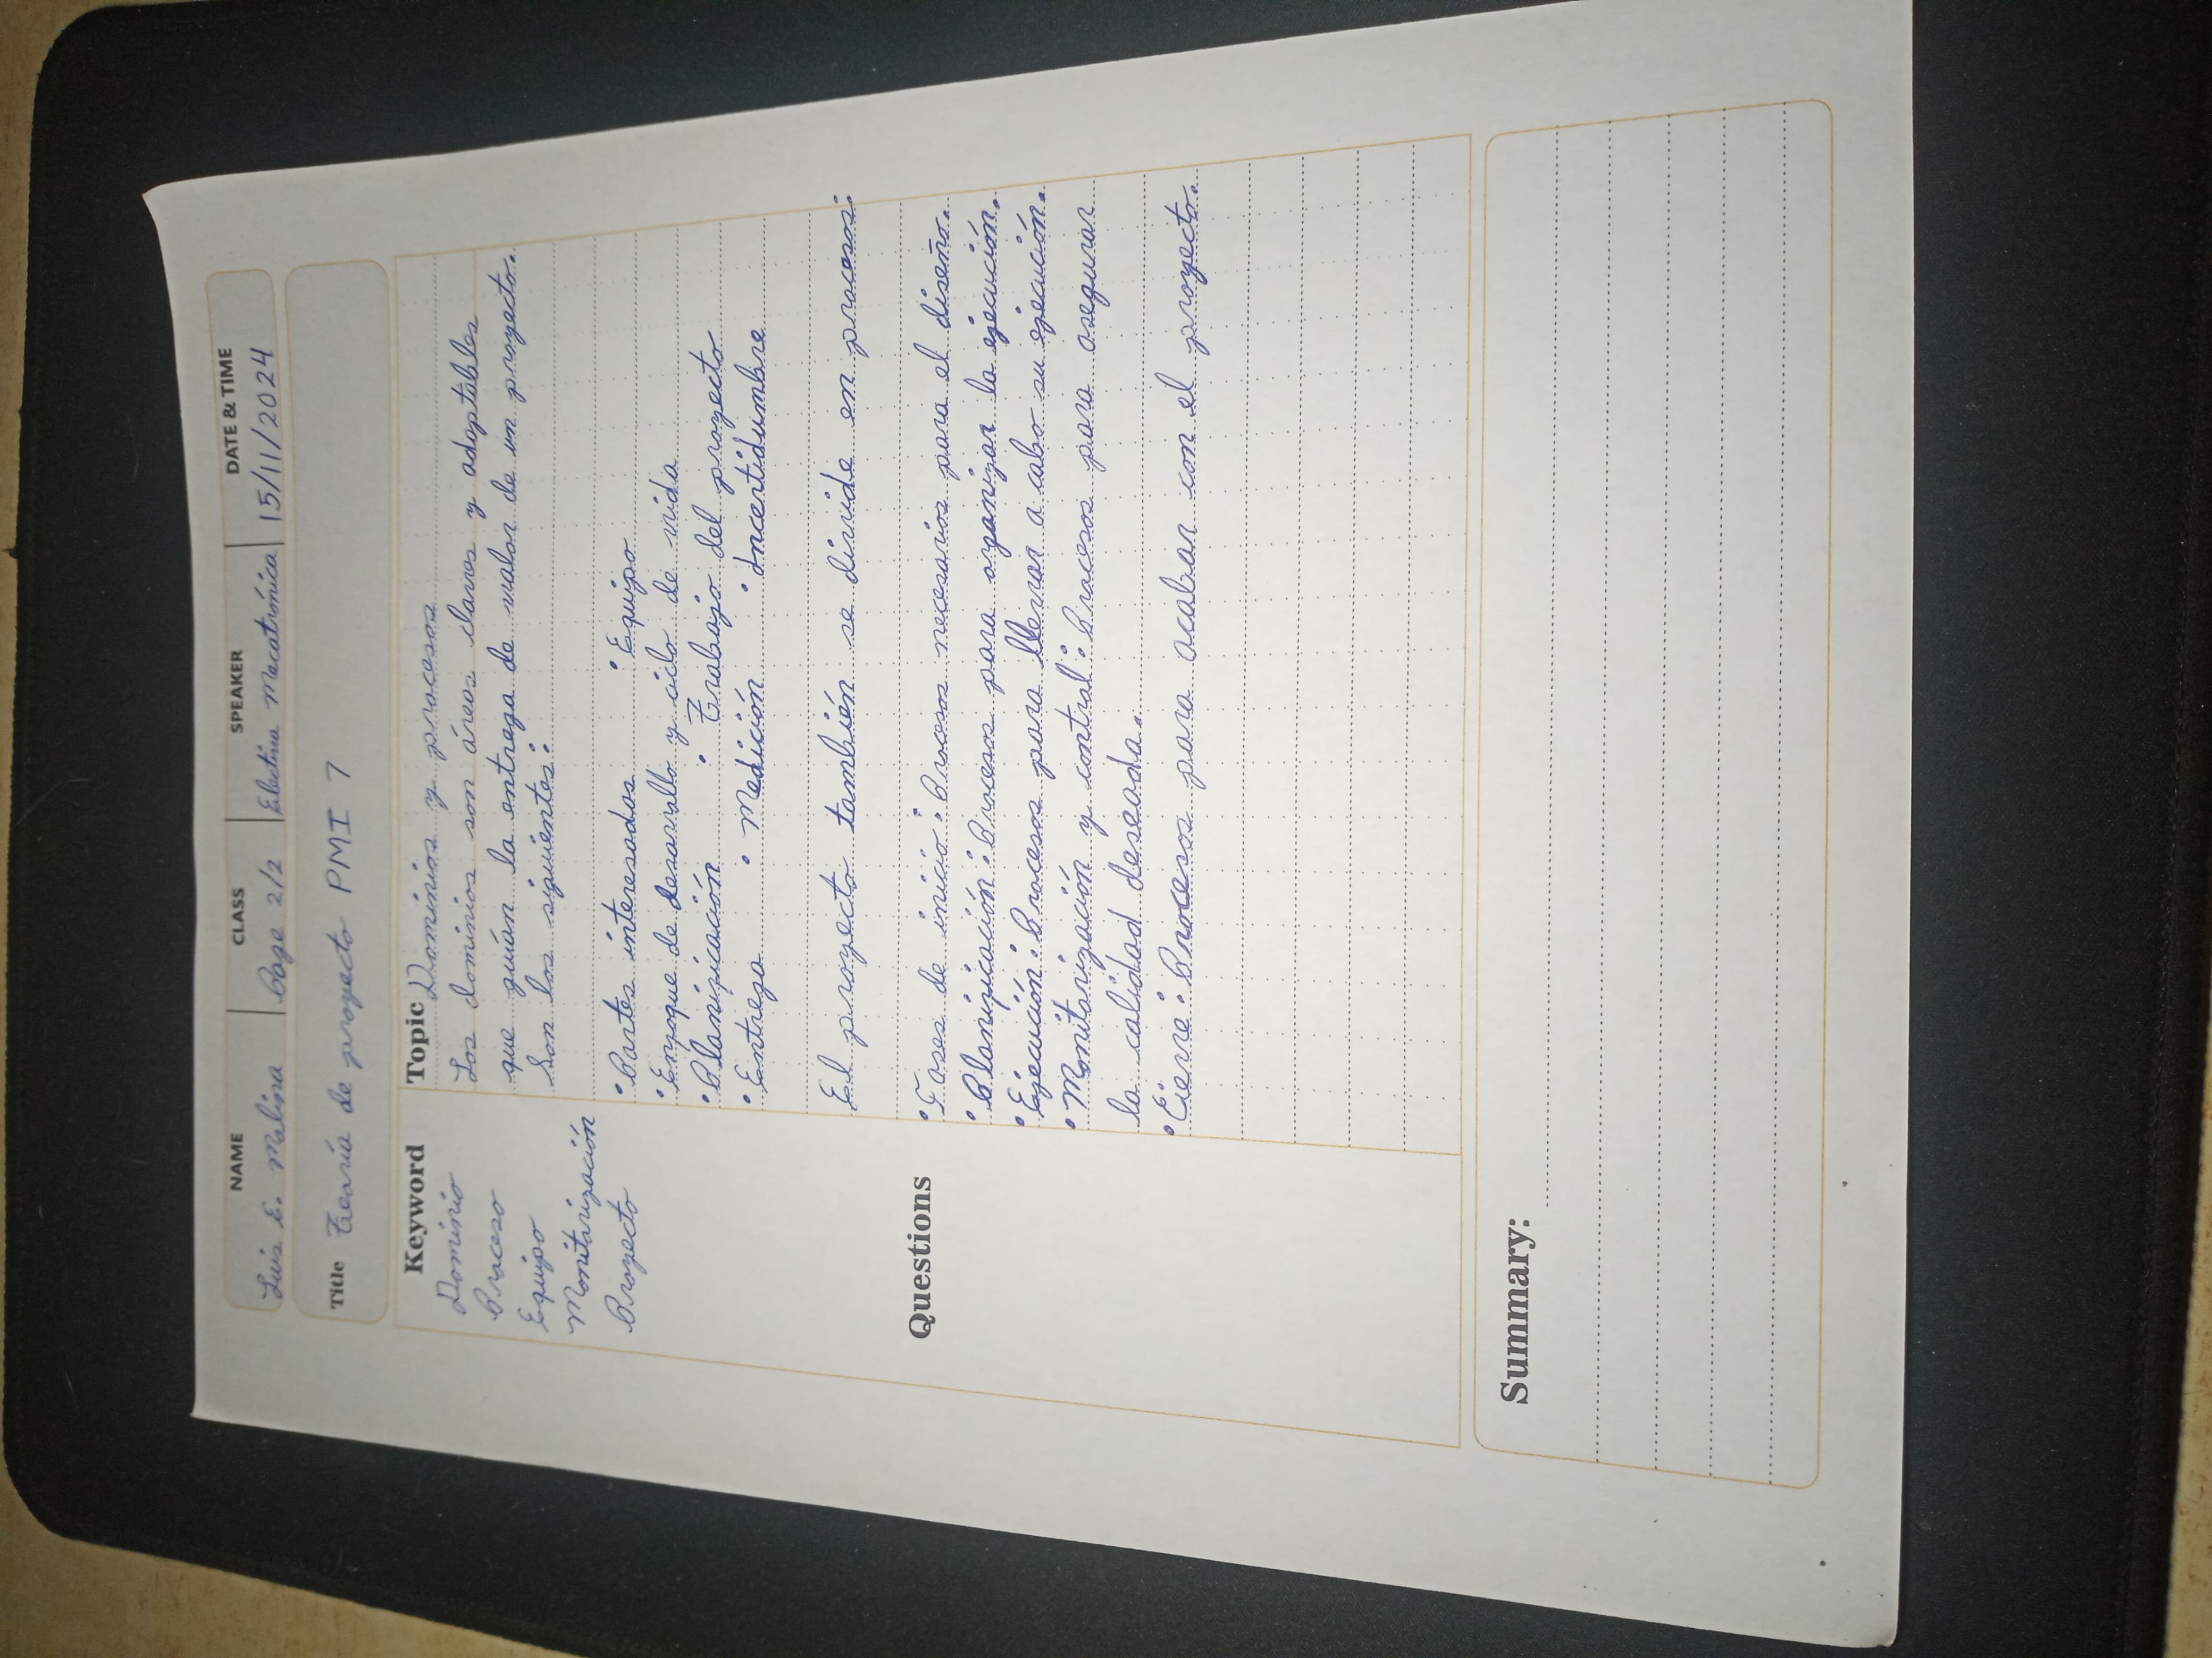 NAME CLASS SPEAKER DATE & TIME
Luis E. Molina Page 2/2 Electiva Mecatrónica 15/11/2024
Title Teoría de proyecto PMI 7
Keyword
Dominio
Proceso
Equipo
Monitorización
Proyecto
Questions
Topic Dominios y procesos
Los dominios son áreas claves y adaptables
que guían la entrega de valor de un proyecto.
Son los siguientes:
• Partes interesadas • Equipo
• Enfoque de desarrollo y ciclo de vida
• Planificación • Trabajo del proyecto
• Entrega • Medición • Incertidumbre
El proyecto también se divide en procesos:
• Fases de inicio: Procesos necesarios para el diseño.
• Planificación: Procesos para organizar la ejecución.
• Ejecución: Procesos para llevar a cabo su ejecución.
• Monitorización y control: Procesos para asegurar
la calidad deseada.
• Cierre: Procesos para acabar con el proyecto.
Summary: